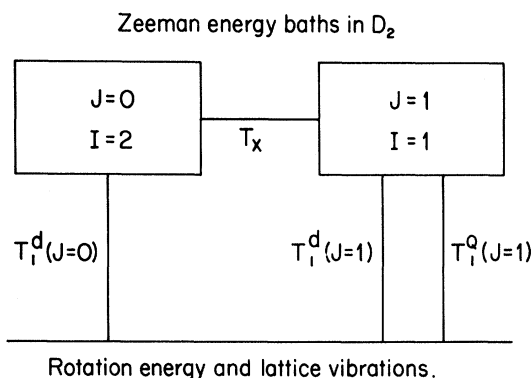 Zeeman energy baths in D₂
J=0
I=2
Tₓ
J=1
I=1
T₁ᵈ(J=0)
T₁ᵈ(J=1)
T₁Q(J=1)
Rotation energy and lattice vibrations.